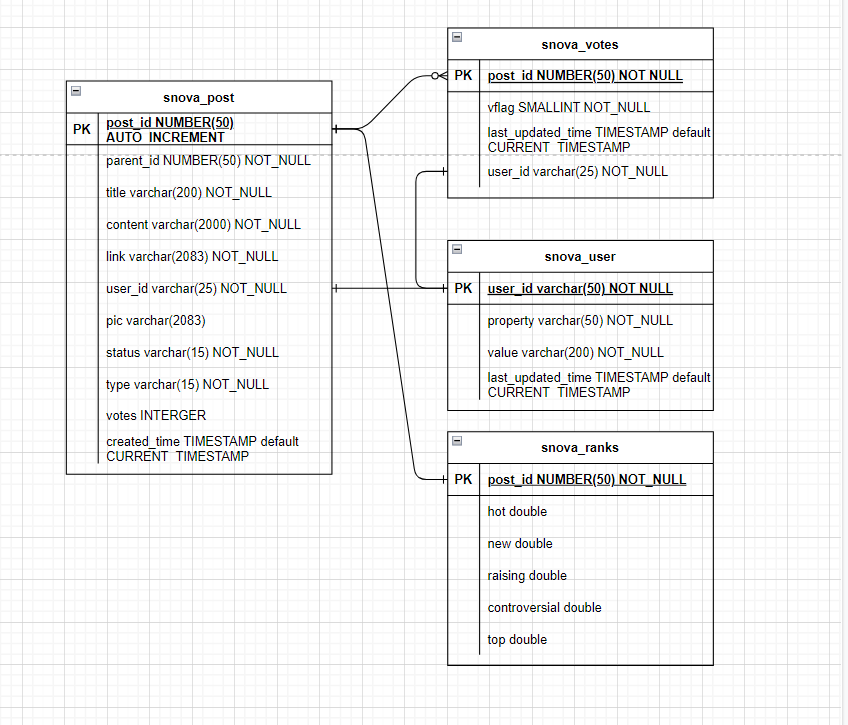 snova_post
PK
post_id NUMBER(50)
AUTO_INCREMENT
parent_id NUMBER(50) NOT_NULL
title varchar(200) NOT_NULL
content varchar(2000) NOT_NULL
link varchar(2083) NOT_NULL
user_id varchar(25) NOT_NULL
pic varchar(2083)
status varchar(15) NOT_NULL
type varchar(15) NOT_NULL
votes INTERGER
created_time TIMESTAMP default
CURRENT_TIMESTAMP
snova_votes
PK
post_id NUMBER(50) NOT NULL
vflag SMALLINT NOT_NULL
last_updated_time TIMESTAMP default
CURRENT_TIMESTAMP
user_id varchar(25) NOT_NULL
snova_user
PK
user_id varchar(50) NOT NULL
property varchar(50) NOT_NULL
value varchar(200) NOT_NULL
last_updated_time TIMESTAMP default
CURRENT_TIMESTAMP
snova_ranks
PK
post_id NUMBER(50) NOT_NULL
hot double
new double
raising double
controversial double
top double